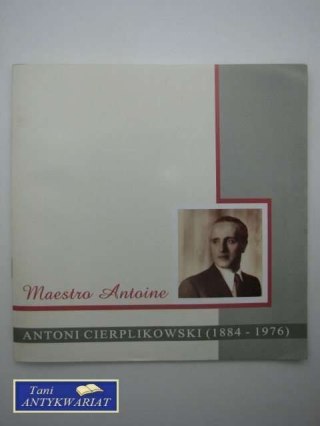 Maestro Antoine
ANTONI CIERPLIKOWSKI (1884 - 1976)
Tani
ANTYKWARIAT